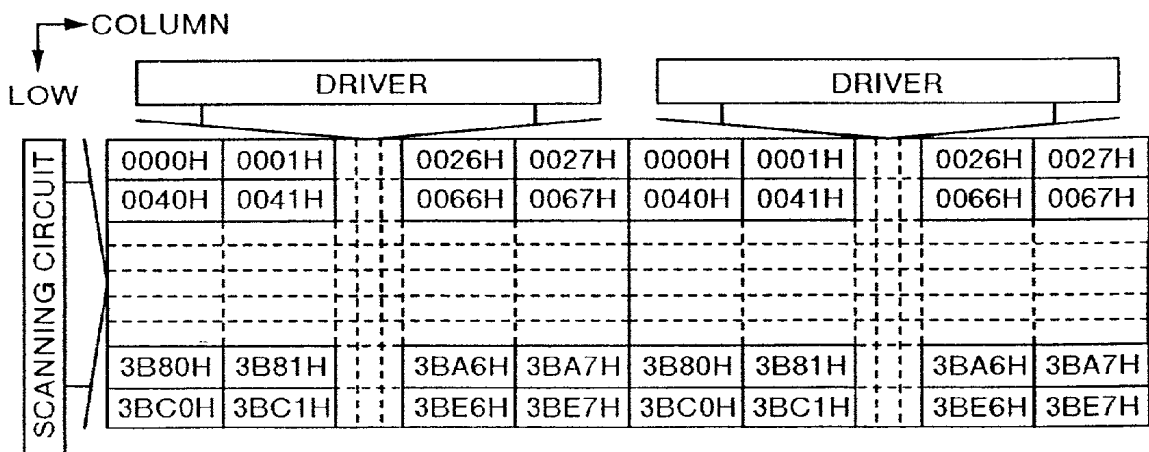 COLUMN
LOW
DRIVER DRIVER
SCANNING CIRCUIT
0000H 0001H 0026H 0027H 0000H 0001H 0026H 0027H
0040H 0041H 0066H 0067H 0040H 0041H 0066H 0067H
3B80H 3B81H 3BA6H 3BA7H 3B80H 3B81H 3BA6H 3BA7H
3BC0H 3BC1H 3BE6H 3BE7H 3BC0H 3BC1H 3BE6H 3BE7H